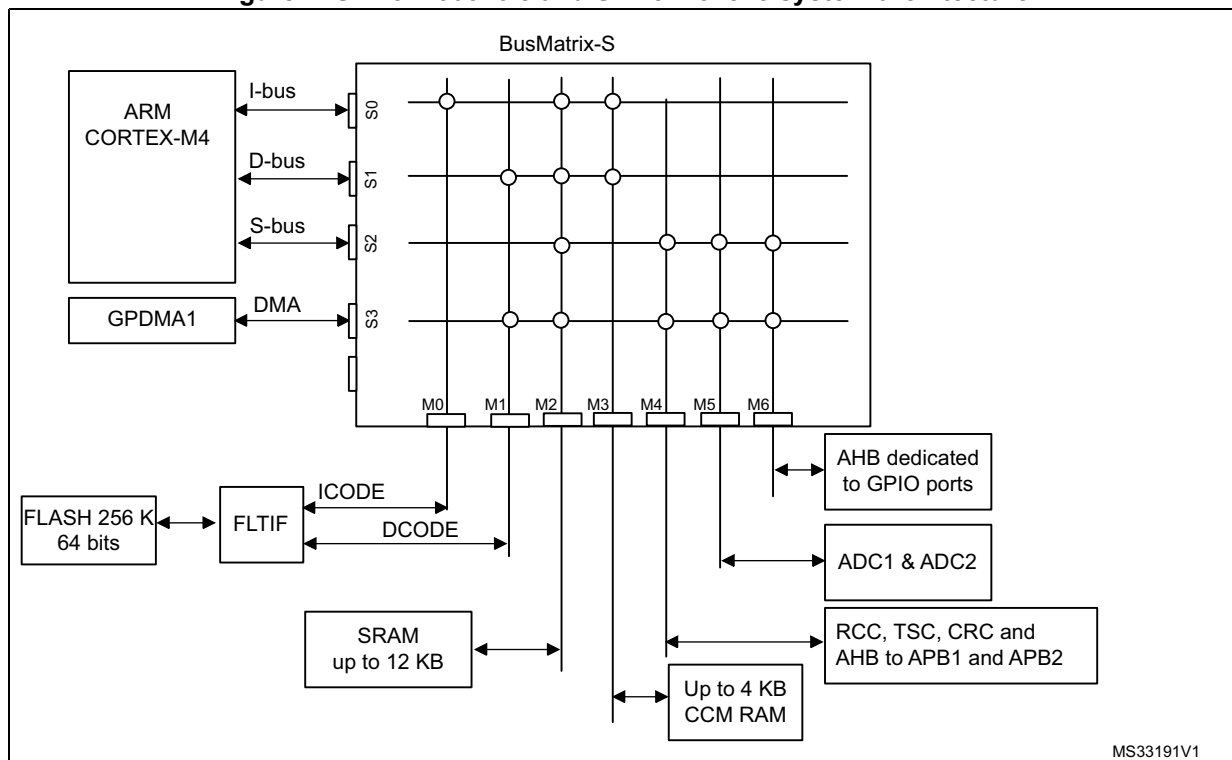 BusMatrix-S
ARM
CORTEX-M4
I-bus
D-bus
S-bus
GPDMA1
DMA
S0
S1
S2
S3
M0
M1
M2
M3
M4
M5
M6
AHB dedicated
to GPIO ports
ICODE
FLASH 256 K
64 bits
FLTIF
DCODE
ADC1 & ADC2
SRAM
up to 12 KB
RCC, TSC, CRC and
AHB to APB1 and APB2
Up to 4 KB
CCM RAM
MS33191V1